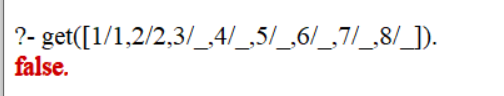 ?- get([1/1,2/2,3/_,4/_,5/_,6/_,7/_,8/_]).
false.